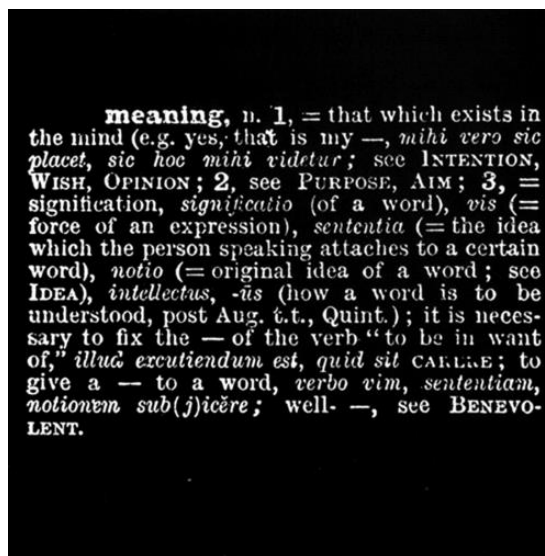 meaning, n. 1, = that which exists in
the mind (e.g. yes, that is my —, mihi vero sic
placet, sic hoc mihi videtur; see INTENTION,
WISH, OPINION; 2, see PURPOSE, AIM; 3, =
signification, significatio (of a word), vis (=
force of an expression), sententia (= the idea
which the person speaking attaches to a certain
word), notio (= original idea of a word; see
IDEA), intellectus, -ūs (how a word is to be
understood, post Aug. t.t., Quint.); it is neces-
sary to fix the — of the verb "to be in want
of," illud excutiendum est, quid sit CARERE; to
give a — to a word, verbo vim, sententiam,
notionem sub(j)icĕre; well- —, see BENEVO-
LENT.